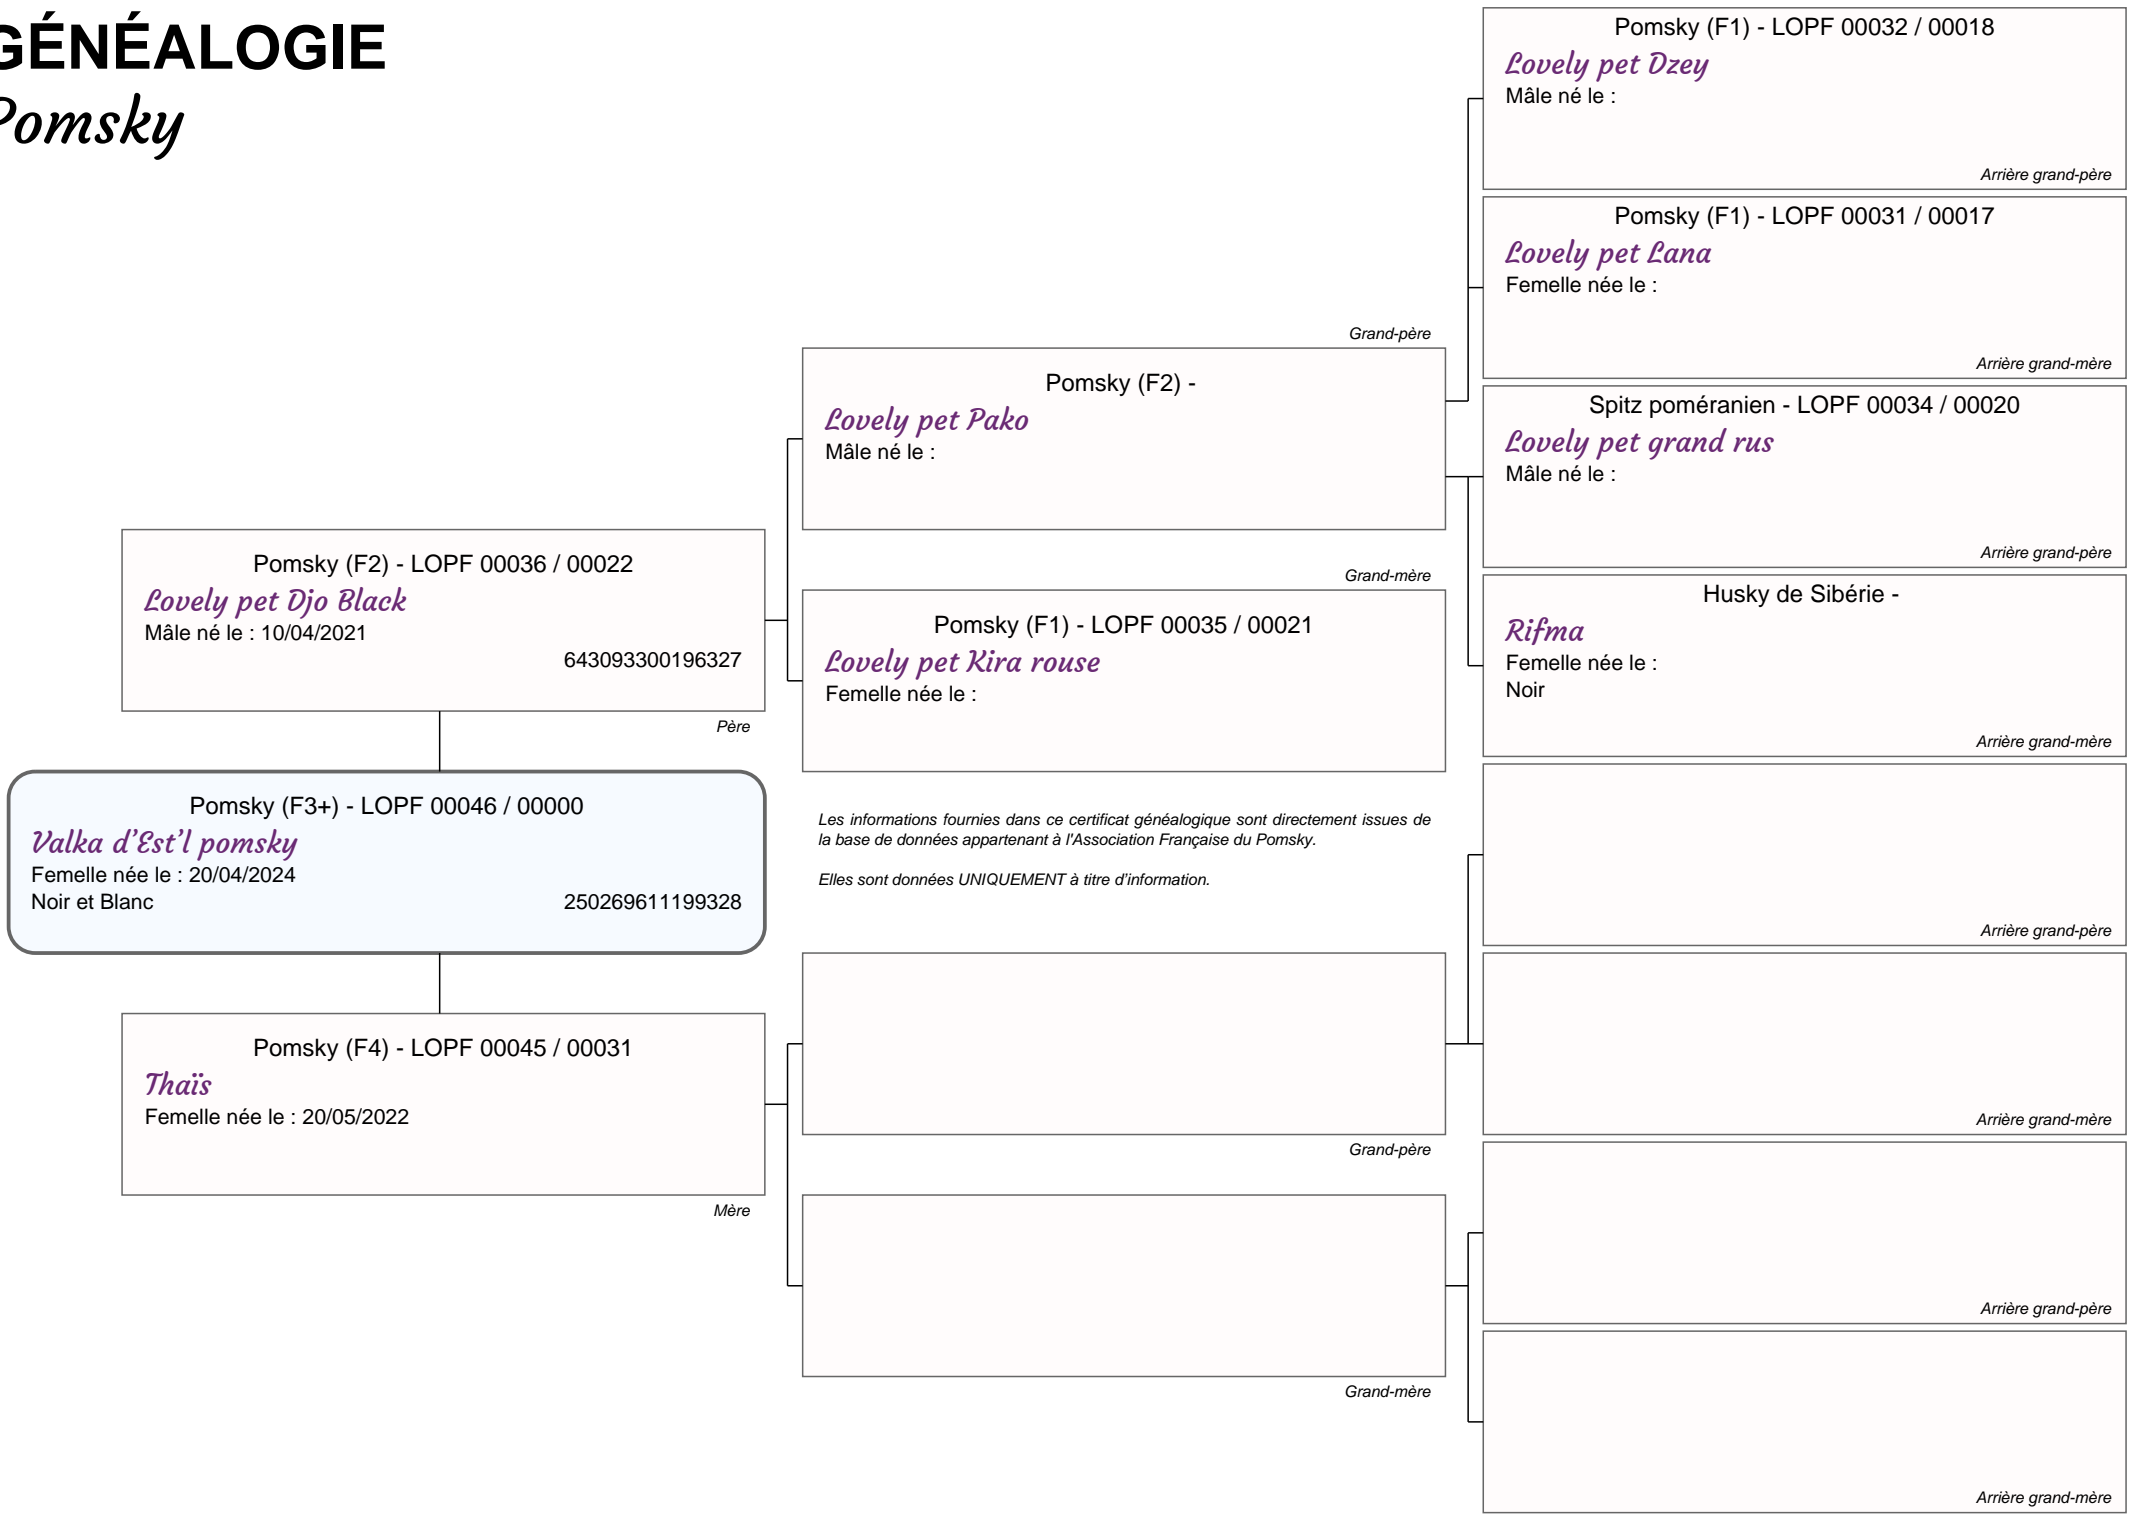 GÉNÉALOGIE
Pomsky
Pomsky (F3+) - LOPF 00046 / 00000
Valka d’Est’l pomsky
Femelle née le : 20/04/2024
Noir et Blanc
250269611199328
Pomsky (F2) - LOPF 00036 / 00022
Lovely pet Djo Black
Mâle né le : 10/04/2021
643093300196327
Père
Pomsky (F4) - LOPF 00045 / 00031
Thaïs
Femelle née le : 20/05/2022
Mère
Grand-père
Pomsky (F2) -
Lovely pet Pako
Mâle né le :
Grand-mère
Pomsky (F1) - LOPF 00035 / 00021
Lovely pet Kira rouse
Femelle née le :
Les informations fournies dans ce certificat généalogique sont directement issues de
la base de données appartenant à l'Association Française du Pomsky.
Elles sont données UNIQUEMENT à titre d’information.
Grand-père
Grand-mère
Pomsky (F1) - LOPF 00032 / 00018
Lovely pet Dzey
Mâle né le :
Arrière grand-père
Pomsky (F1) - LOPF 00031 / 00017
Lovely pet Lana
Femelle née le :
Arrière grand-mère
Spitz poméranien - LOPF 00034 / 00020
Lovely pet grand rus
Mâle né le :
Arrière grand-père
Husky de Sibérie -
Rifma
Femelle née le :
Noir
Arrière grand-mère
Arrière grand-père
Arrière grand-mère
Arrière grand-père
Arrière grand-mère